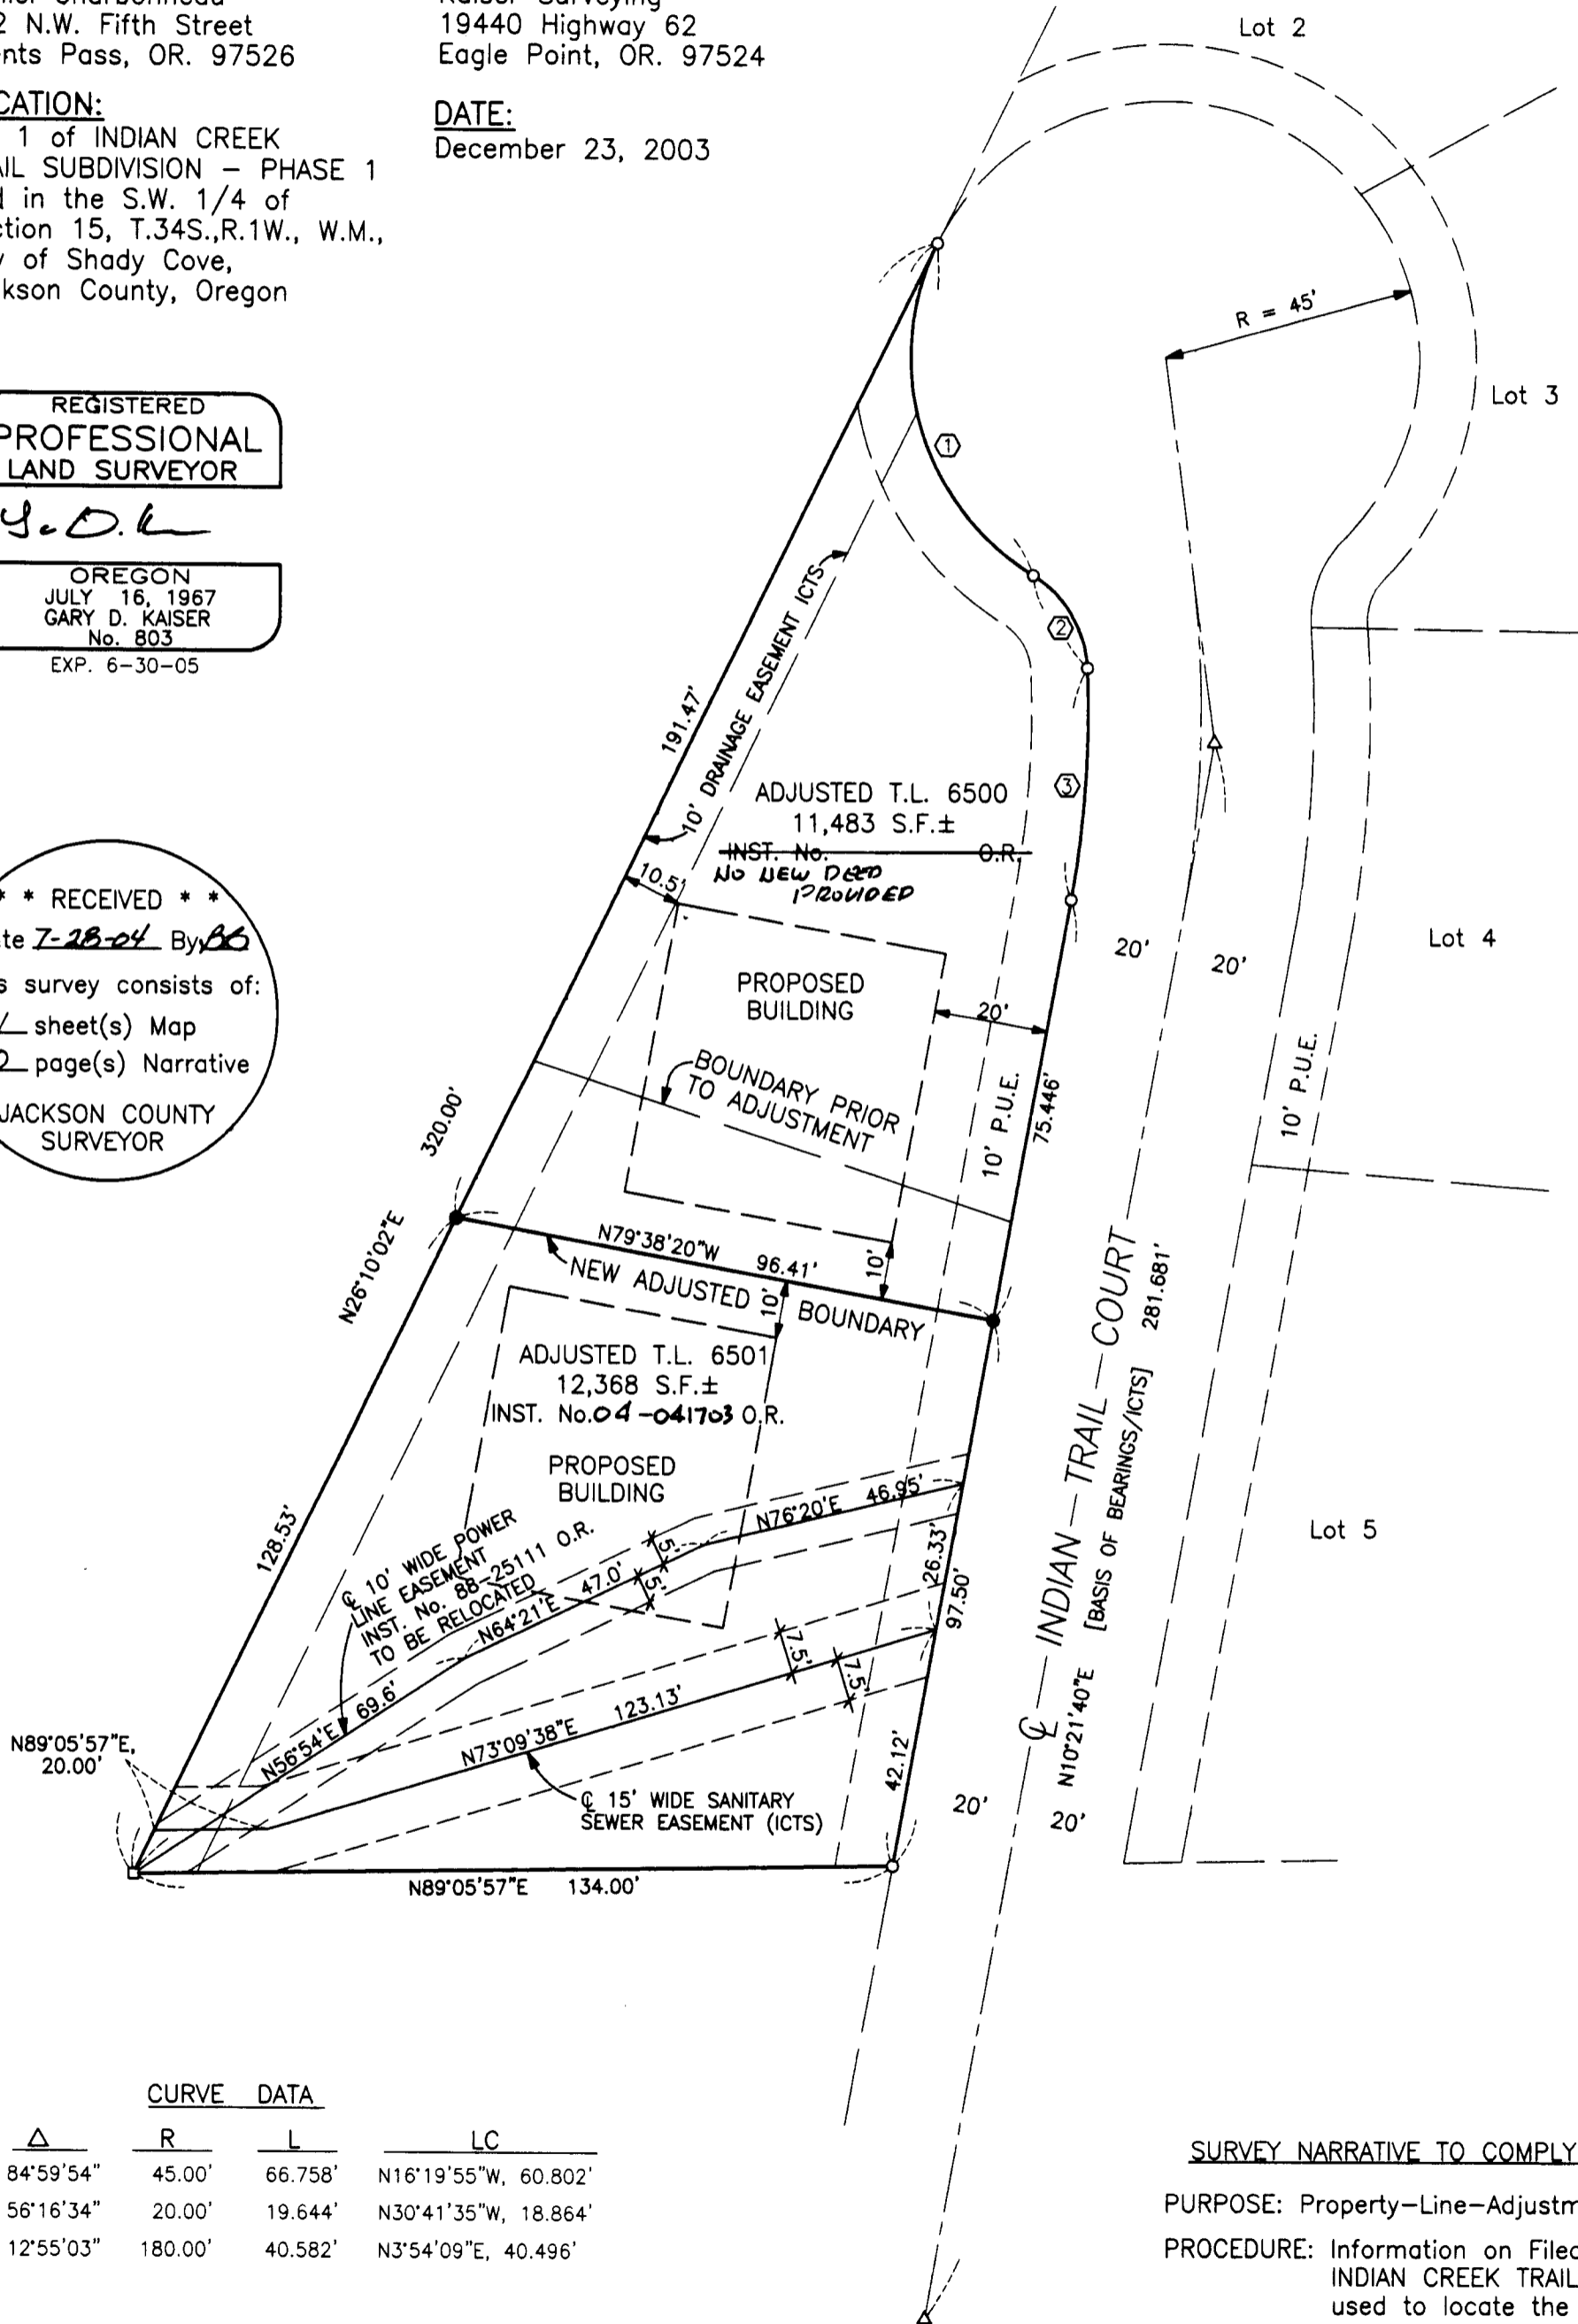 N.W. Fifth Street
Pass, OR. 97526
19440 Highway 62
Eagle Point, OR. 97524
DATE:
December 23, 2003
1 of INDIAN CREEK
SUBDIVISION – PHASE 1
in the S.W. 1/4 of
15, T.34S.,R.1W., W.M.,
of Shady Cove,
County, Oregon
REGISTERED
PROFESSIONAL
LAND SURVEYOR
OREGON
JULY 16, 1967
GARY D. KAISER
No. 803
EXP. 6-30-05
* * RECEIVED * *
7-28-04 By BB
survey consists of:
sheet(s) Map
2 page(s) Narrative
JACKSON COUNTY
SURVEYOR
Lot 2
R = 45'
Lot 3
1
2
3
191.47'
10' DRAINAGE EASEMENT ICTS
ADJUSTED T.L. 6500
11,483 S.F.±
INST. No. O.R.
NO NEW DEED
PROVIDED
10.5'
PROPOSED
BUILDING
20'
20'
20'
Lot 4
BOUNDARY PRIOR
TO ADJUSTMENT
10' P.U.E.
75.446'
10' P.U.E.
320.00'
N26°10'02"E
N79°38'20"W 96.41'
10'
NEW ADJUSTED BOUNDARY
10'
ADJUSTED T.L. 6501
12,368 S.F.±
INST. No.04-041703 O.R.
PROPOSED
BUILDING
INDIAN — TRAIL — COURT
281.681'
N10°21'40"E [BASIS OF BEARINGS/ICTS]
Lot 5
128.53'
℄ 10' WIDE POWER
LINE EASEMENT
INST. No. 88-25111 O.R.
TO BE RELOCATED
N76°20'E 46.95'
5'
5'
N64°21'E 47.0'
26.33'
97.50'
7.5'
7.5'
N56°54'E 69.6'
N73°09'38"E 123.13'
N89°05'57"E,
20.00'
42.12'
℄ 15' WIDE SANITARY
SEWER EASEMENT (ICTS)
℄
20'
20'
N89°05'57"E 134.00'
CURVE DATA
△ R L LC
84°59'54" 45.00' 66.758' N16°19'55"W, 60.802'
56°16'34" 20.00' 19.644' N30°41'35"W, 18.864'
12°55'03" 180.00' 40.582' N3°54'09"E, 40.496'
SURVEY NARRATIVE TO COMPLY
PURPOSE: Property-Line-Adjustm
PROCEDURE: Information on Filed
INDIAN CREEK TRAIL
used to locate the